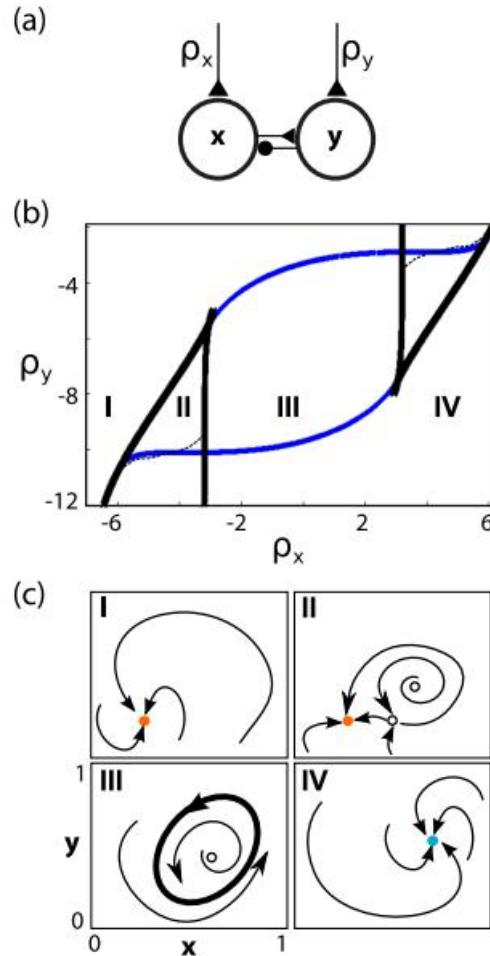 (a)
ρx ρy
x y
(b)
-4
ρy
-8
-12
I II III IV
-6 -2 2 6
ρx
(c)
I II
III IV
1
y
0
0 x 1